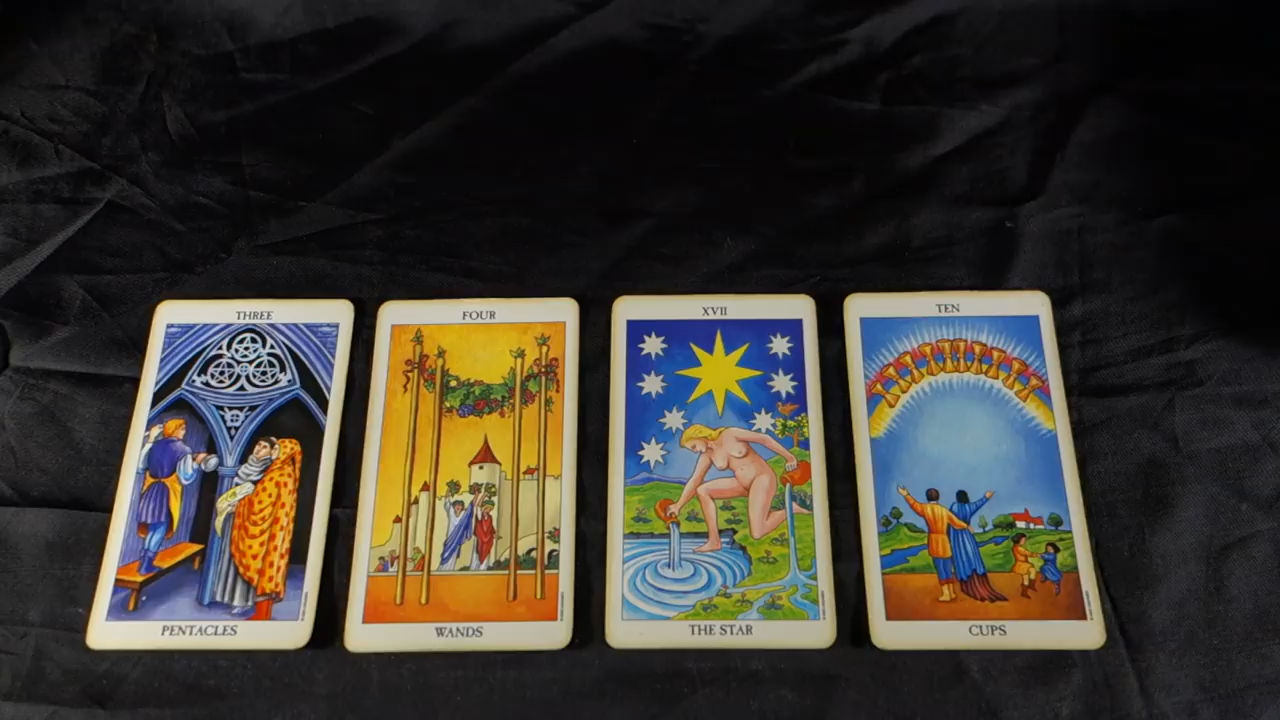 THREE
PENTACLES
FOUR
WANDS
XVII
THE STAR
TEN
CUPS